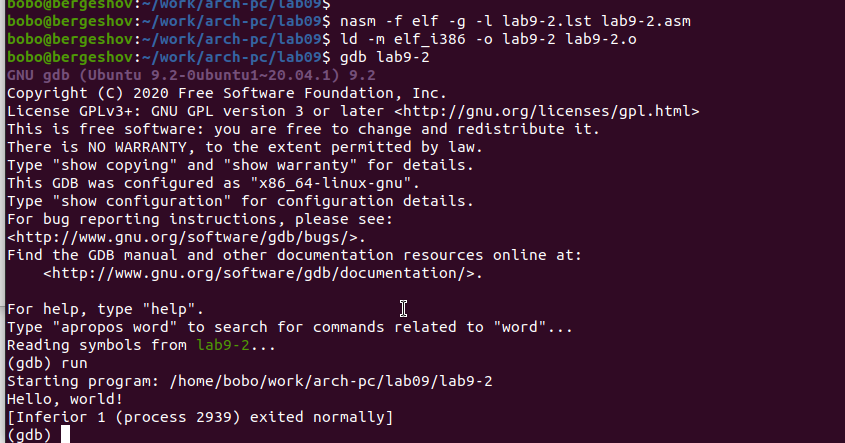 bobo@bergeshov:~/work/arch-pc/lab09$
bobo@bergeshov:~/work/arch-pc/lab09$ nasm -f elf -g -l lab9-2.lst lab9-2.asm
bobo@bergeshov:~/work/arch-pc/lab09$ ld -m elf_i386 -o lab9-2 lab9-2.o
bobo@bergeshov:~/work/arch-pc/lab09$ gdb lab9-2
GNU gdb (Ubuntu 9.2-0ubuntu1~20.04.1) 9.2
Copyright (C) 2020 Free Software Foundation, Inc.
License GPLv3+: GNU GPL version 3 or later <http://gnu.org/licenses/gpl.html>
This is free software: you are free to change and redistribute it.
There is NO WARRANTY, to the extent permitted by law.
Type "show copying" and "show warranty" for details.
This GDB was configured as "x86_64-linux-gnu".
Type "show configuration" for configuration details.
For bug reporting instructions, please see:
<http://www.gnu.org/software/gdb/bugs/>.
Find the GDB manual and other documentation resources online at:
    <http://www.gnu.org/software/gdb/documentation/>.

For help, type "help".
Type "apropos word" to search for commands related to "word"...
Reading symbols from lab9-2...
(gdb) run
Starting program: /home/bobo/work/arch-pc/lab09/lab9-2
Hello, world!
[Inferior 1 (process 2939) exited normally]
(gdb)